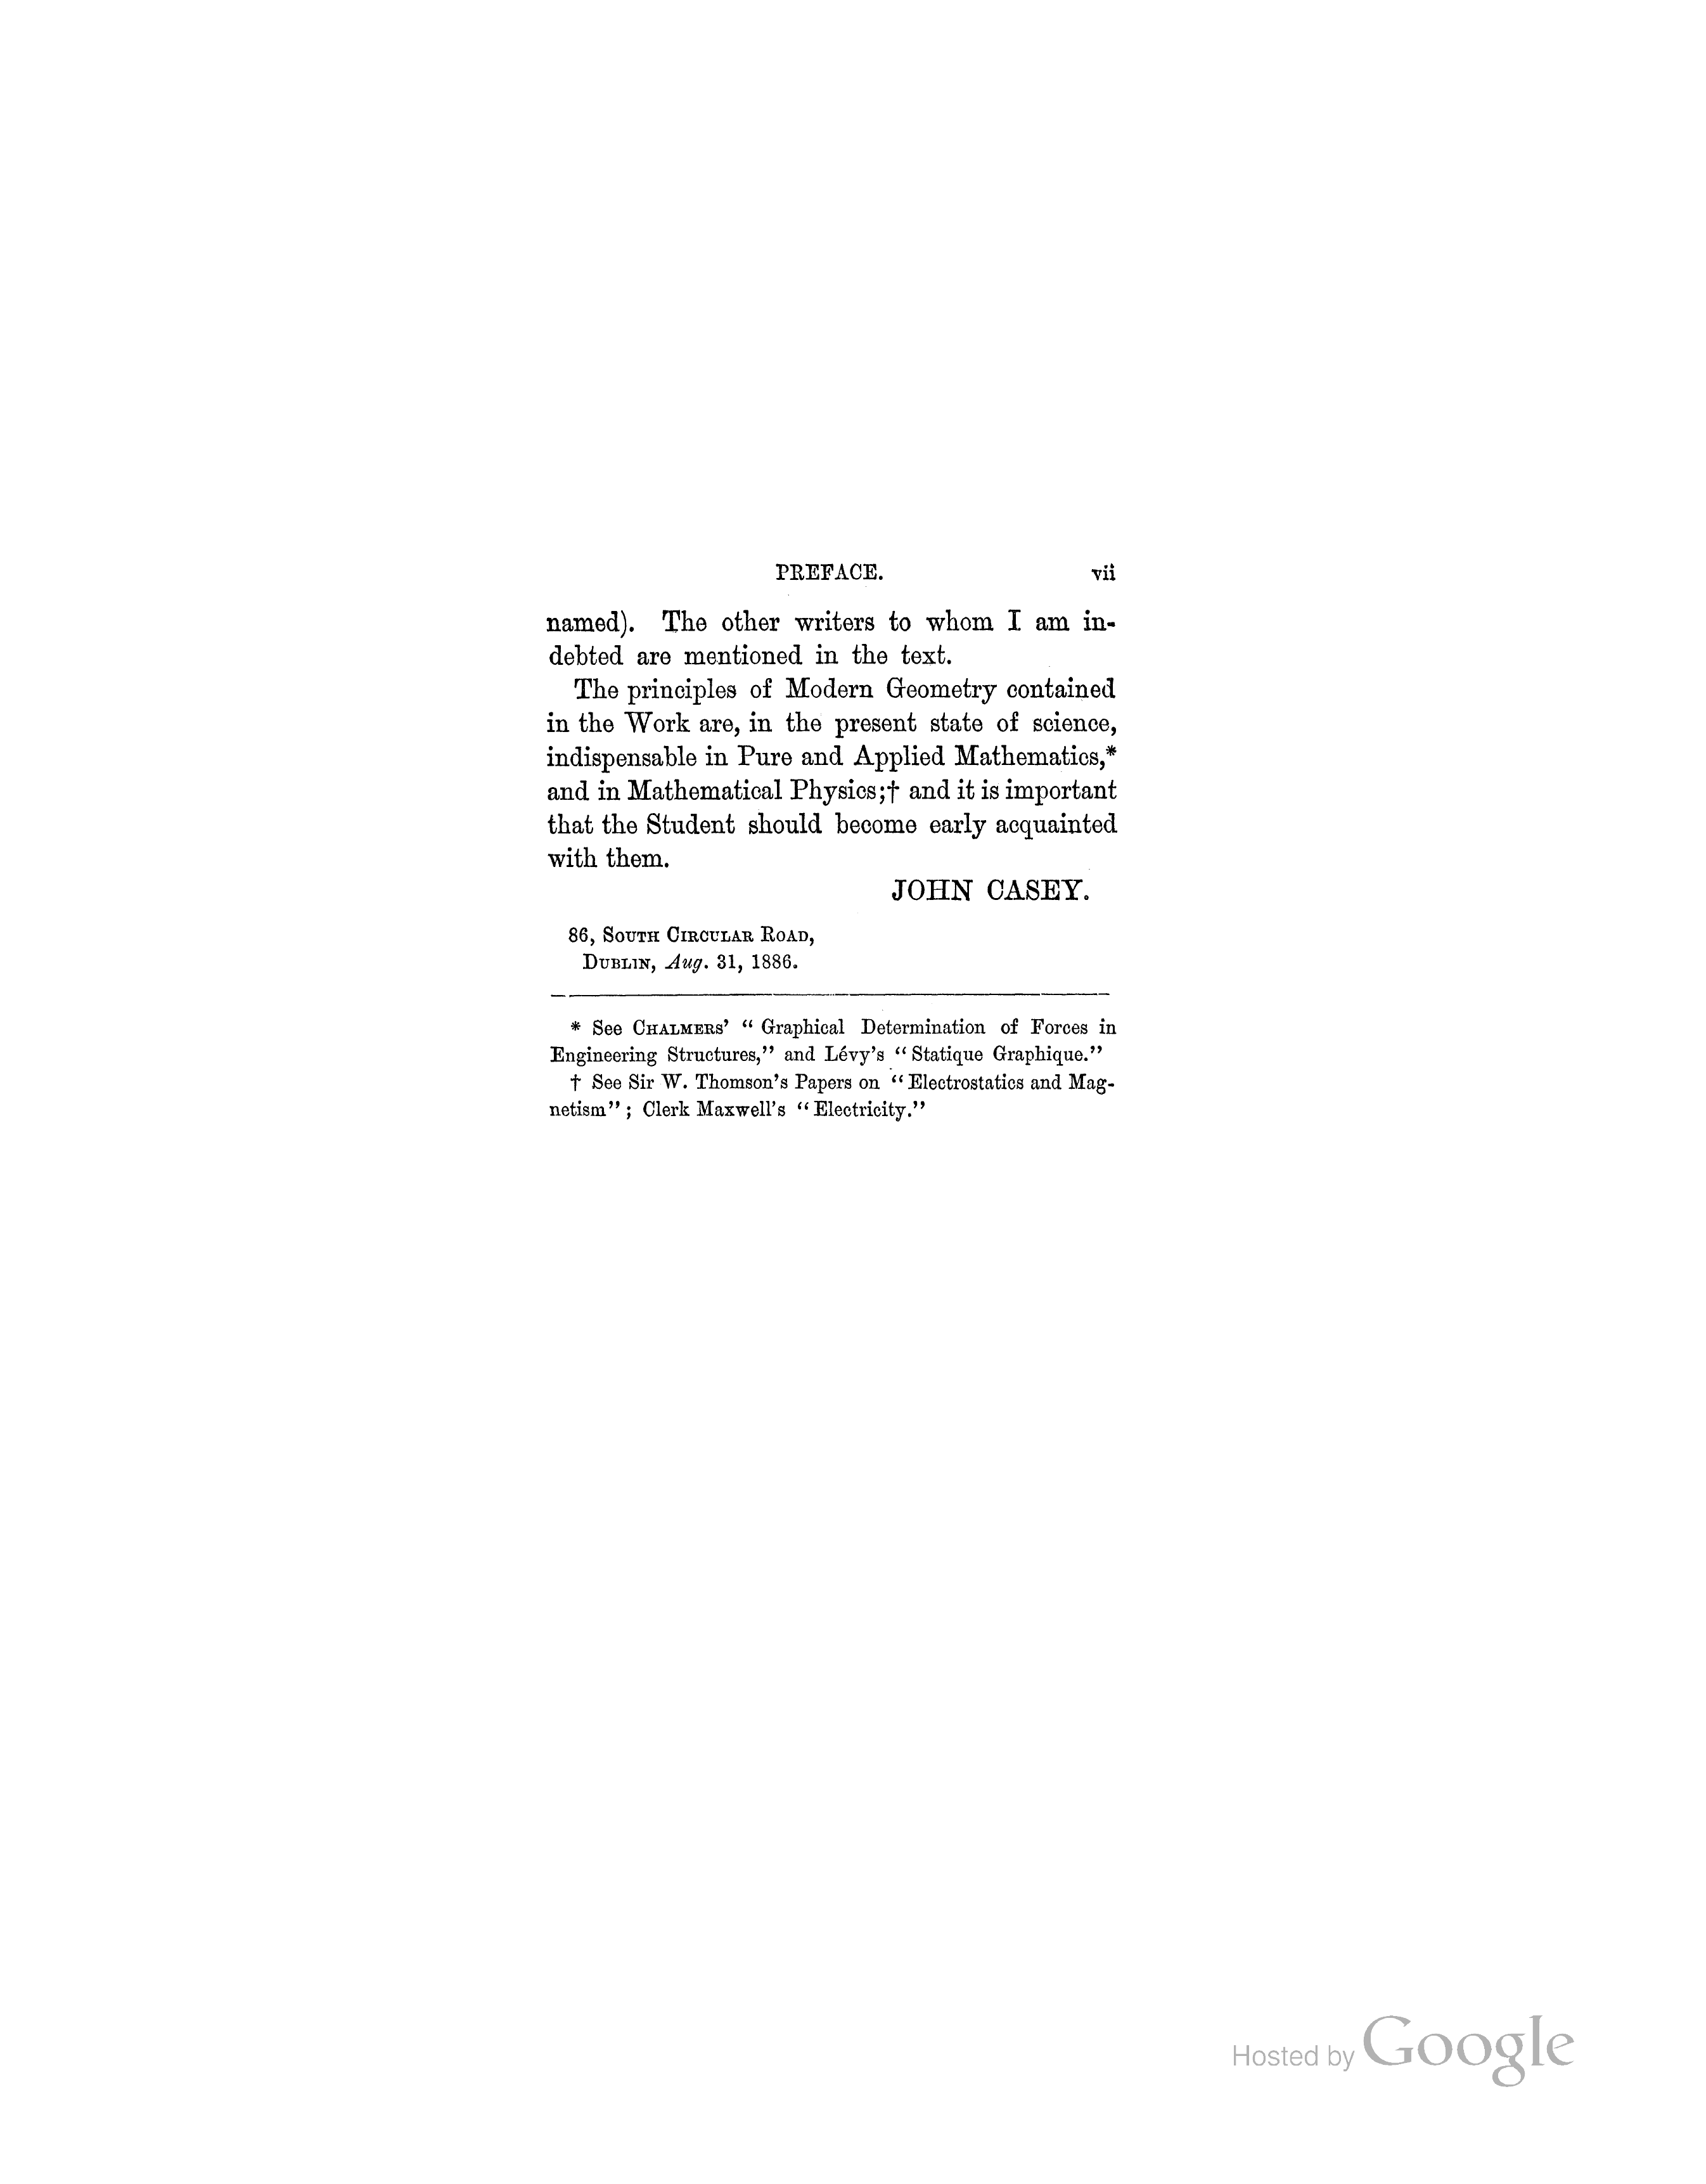 PREFACE. vii
named). The other writers to whom I am in-
debted are mentioned in the text.
The principles of Modern Geometry contained
in the Work are, in the present state of science,
indispensable in Pure and Applied Mathematics,*
and in Mathematical Physics;† and it is important
that the Student should become early acquainted
with them.
JOHN CASEY.
86, South Circular Road,
Dublin, Aug. 31, 1886.
* See Chalmers' “Graphical Determination of Forces in
Engineering Structures,” and Lévy's “Statique Graphique.”
† See Sir W. Thomson's Papers on “Electrostatics and Mag-
netism”; Clerk Maxwell's “Electricity.”
Hosted by Google